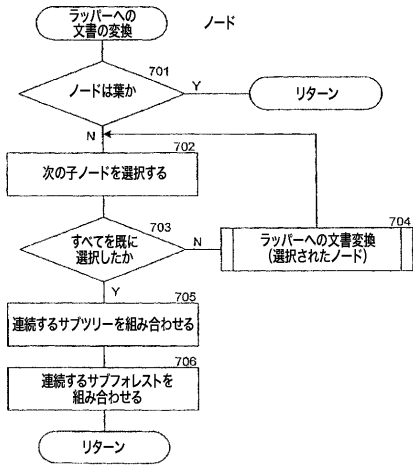 ラッパーへの
文書の変換
ノード
701
ノードは葉か
Y
リターン
N
702
次の子ノードを選択する
703
すべてを既に
選択したか
N
704
ラッパーへの文書変換
(選択されたノード)
Y
705
連続するサブツリーを組み合わせる
706
連続するサブフォレストを
組み合わせる
リターン